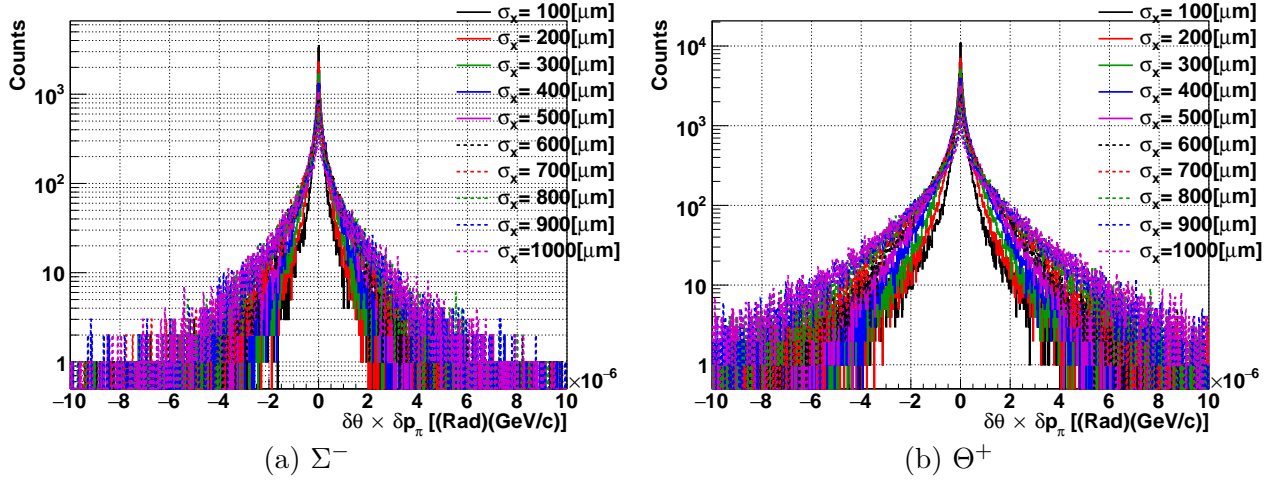 Counts
σx= 100[μm]
σx= 200[μm]
σx= 300[μm]
σx= 400[μm]
σx= 500[μm]
σx= 600[μm]
σx= 700[μm]
σx= 800[μm]
σx= 900[μm]
σx=1000[μm]
10³
10²
10
1
−10 −8 −6 −4 −2 0 2 4 6 8 10
×10⁻⁶
δθ × δpπ [(Rad)(GeV/c)]
(a) Σ⁻
Counts
σx= 100[μm]
σx= 200[μm]
σx= 300[μm]
σx= 400[μm]
σx= 500[μm]
σx= 600[μm]
σx= 700[μm]
σx= 800[μm]
σx= 900[μm]
σx=1000[μm]
10⁴
10³
10²
10
1
−10 −8 −6 −4 −2 0 2 4 6 8 10
×10⁻⁶
δθ × δpπ [(Rad)(GeV/c)]
(b) Θ⁺